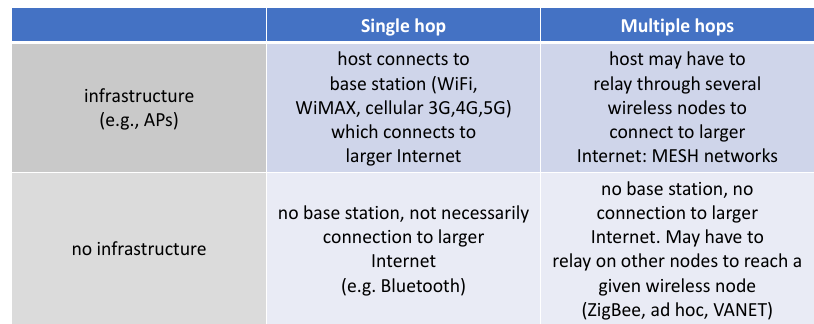 Single hop
Multiple hops
infrastructure
(e.g., APs)
host connects to
base station (WiFi,
WiMAX, cellular 3G,4G,5G)
which connects to
larger Internet
host may have to
relay through several
wireless nodes to
connect to larger
Internet: MESH networks
no infrastructure
no base station, not necessarily
connection to larger
Internet
(e.g. Bluetooth)
no base station, no
connection to larger
Internet. May have to
relay on other nodes to reach a
given wireless node
(ZigBee, ad hoc, VANET)